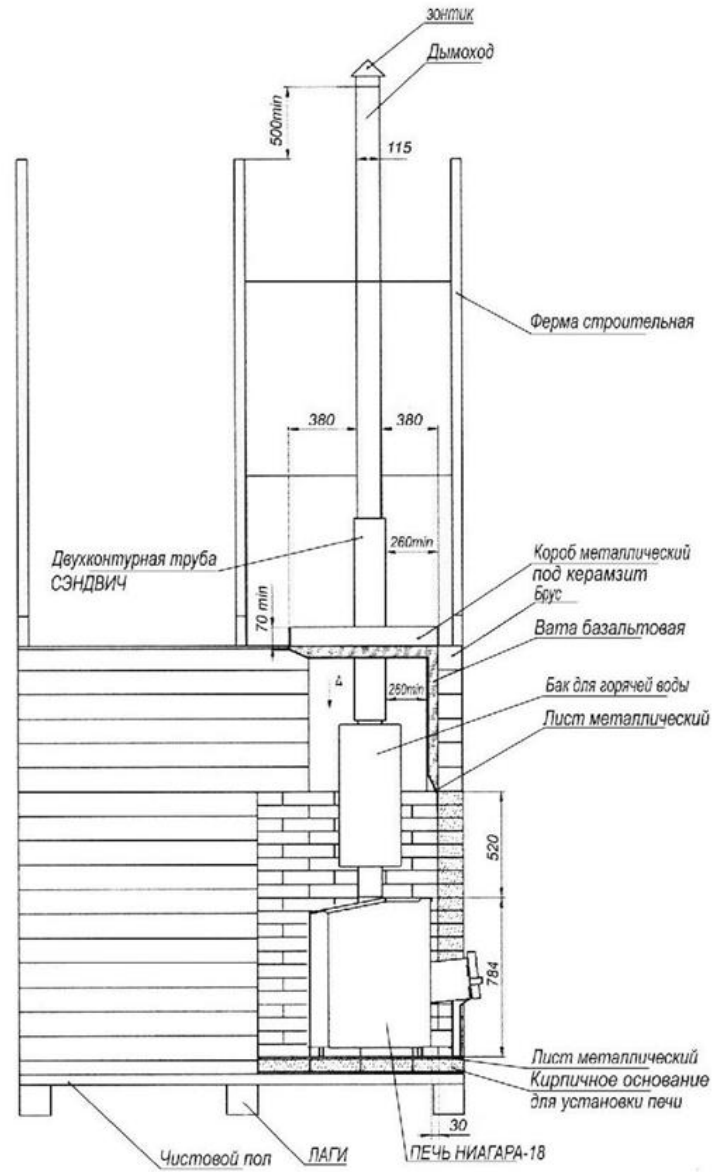 зонтик
Дымоход
500min
115
Ферма строительная
380
380
260min
Двухконтурная труба
СЭНДВИЧ
Короб металлический
под керамзит
Брус
70 min
Вата базальтовая
260min
Бак для горячей воды
Лист металлический
520
784
Лист металлический
Кирпичное основание
для установки печи
30
Чистовой пол
ЛАГИ
ПЕЧЬ НИАГАРА-18